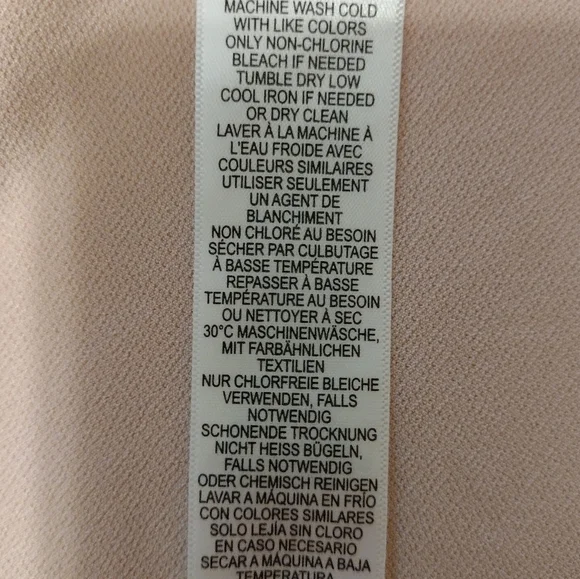 MACHINE WASH COLD
WITH LIKE COLORS
ONLY NON-CHLORINE
BLEACH IF NEEDED
TUMBLE DRY LOW
COOL IRON IF NEEDED
OR DRY CLEAN
LAVER À LA MACHINE À
L'EAU FROIDE AVEC
COULEURS SIMILAIRES
UTILISER SEULEMENT
UN AGENT DE
BLANCHIMENT
NON CHLORÉ AU BESOIN
SÉCHER PAR CULBUTAGE
À BASSE TEMPÉRATURE
REPASSER À BASSE
TEMPÉRATURE AU BESOIN
OU NETTOYER À SEC
30°C MASCHINENWÄSCHE,
MIT FARBÄHNLICHEN
TEXTILIEN
NUR CHLORFREIE BLEICHE
VERWENDEN, FALLS
NOTWENDIG
SCHONENDE TROCKNUNG
NICHT HEISS BÜGELN,
FALLS NOTWENDIG
ODER CHEMISCH REINIGEN
LAVAR A MÁQUINA EN FRÍO
CON COLORES SIMILARES
SOLO LEJÍA SIN CLORO
EN CASO NECESARIO
SECAR A MÁQUINA A BAJA
TEMPERATURA